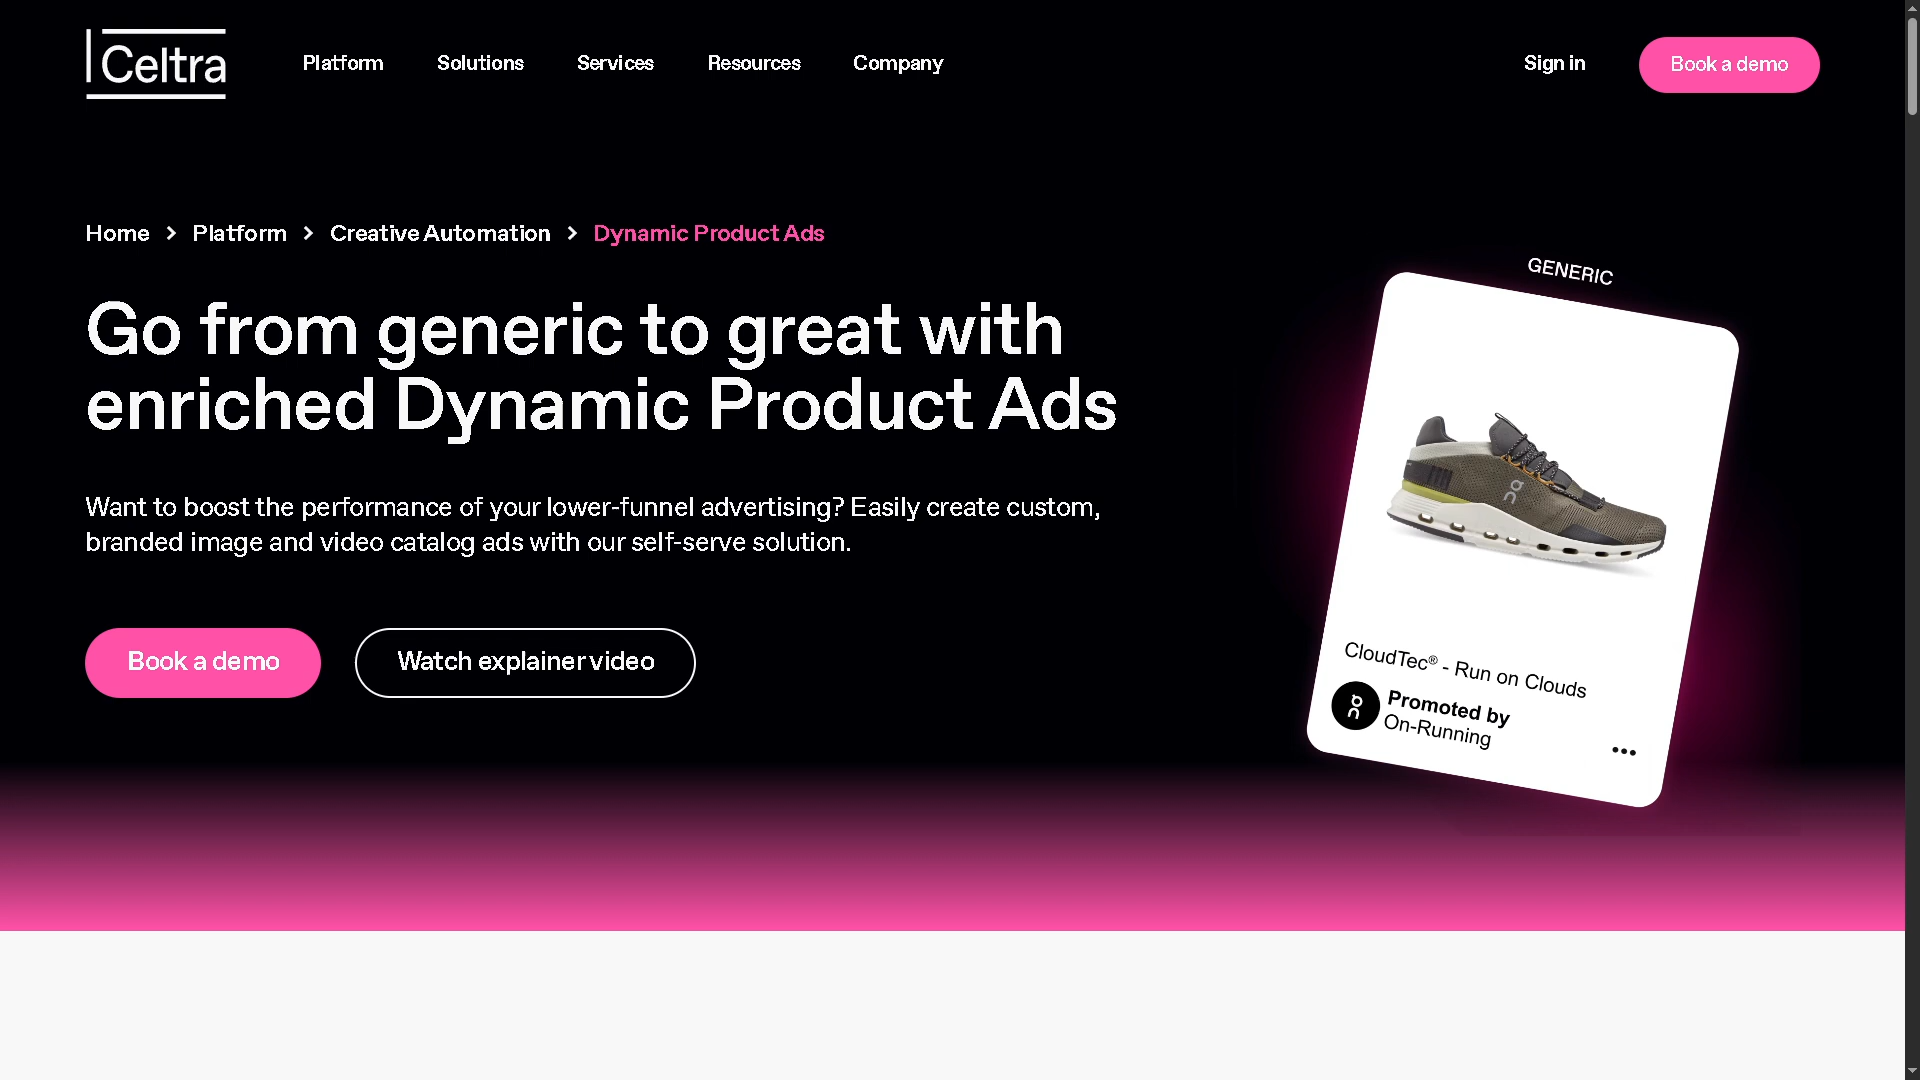 Celtra
Platform
Solutions
Services
Resources
Company
Sign in
Book a demo
Home > Platform > Creative Automation > Dynamic Product Ads
Go from generic to great with
enriched Dynamic Product Ads
Want to boost the performance of your lower-funnel advertising? Easily create custom,
branded image and video catalog ads with our self-serve solution.
Book a demo
Watch explainer video
GENERIC
CloudTec® - Run on Clouds
Promoted by
On-Running